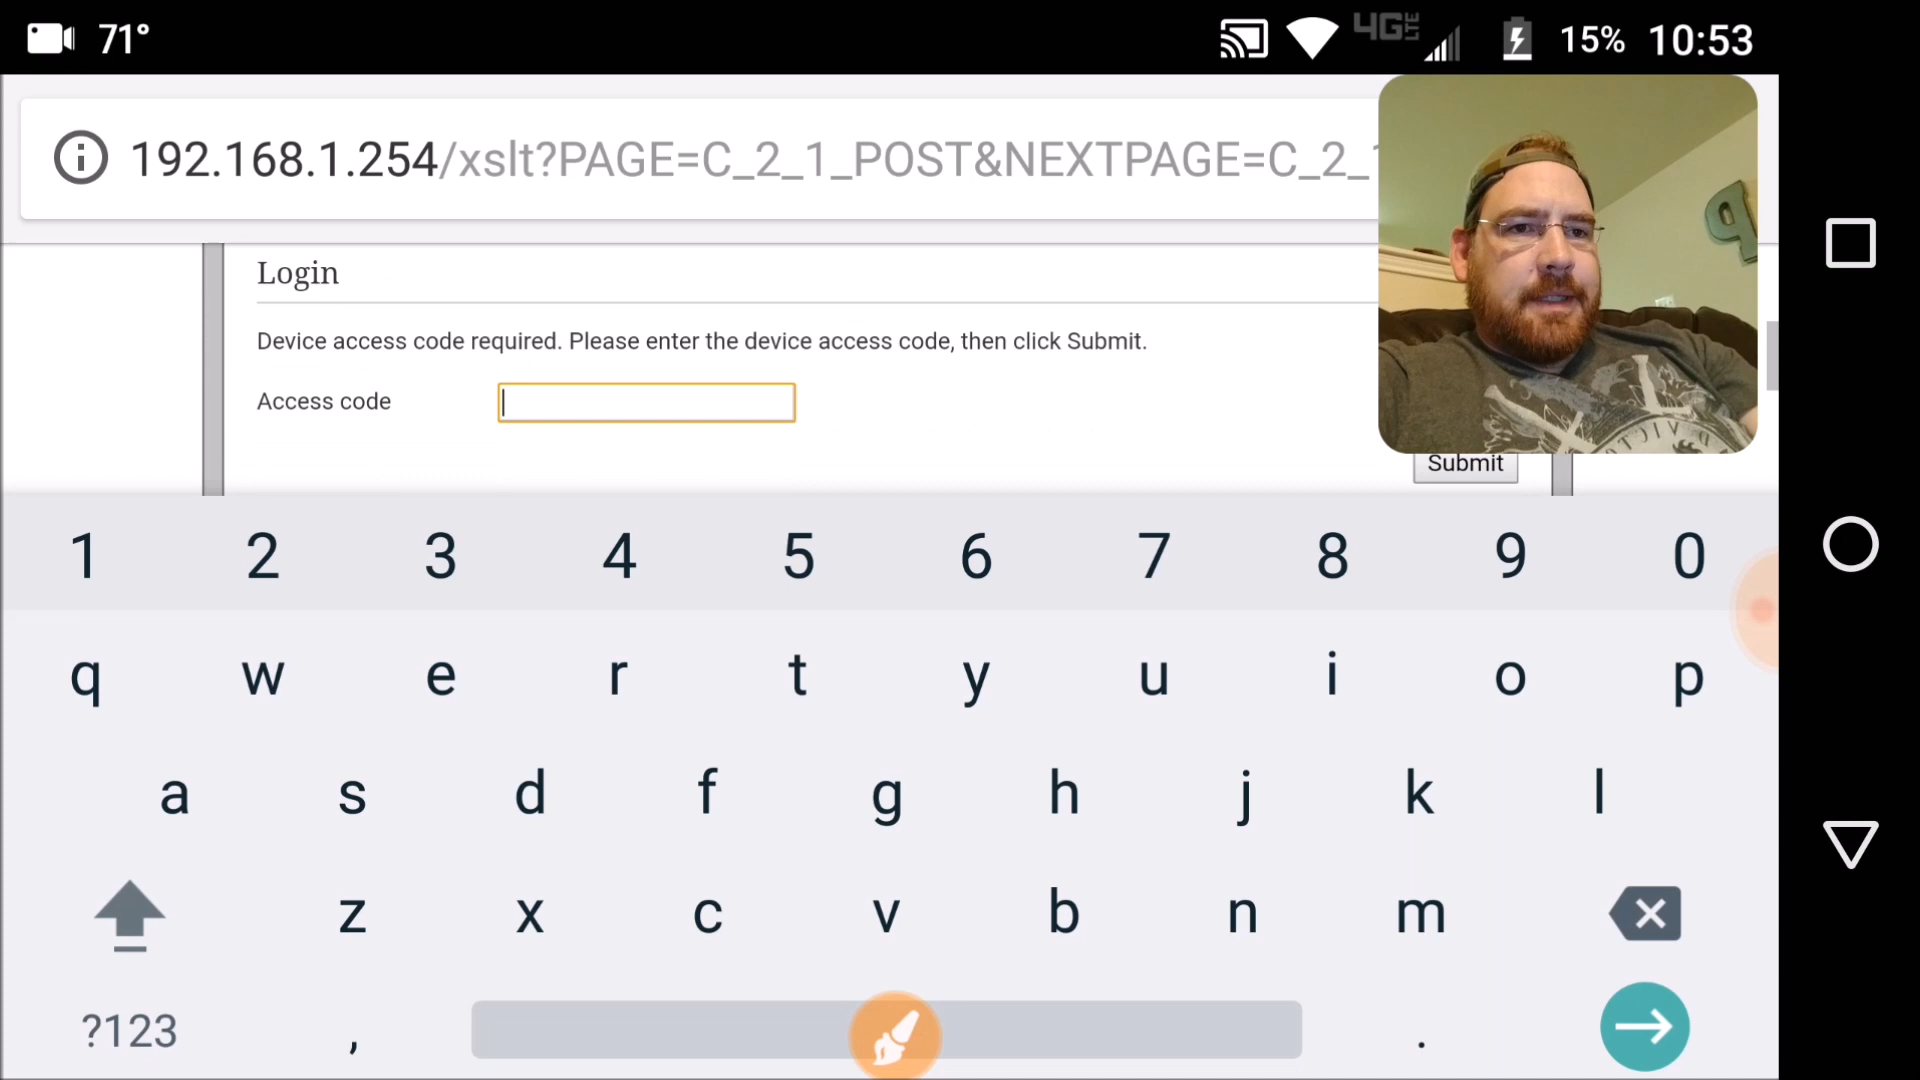 71°
4G LTE
15%
10:53
192.168.1.254/xslt?PAGE=C_2_1_POST&NEXTPAGE=C_2_
Login
Device access code required. Please enter the device access code, then click Submit.
Access code
Submit
1 2 3 4 5 6 7 8 9 0
q w e r t y u i o p
a s d f g h j k l
z x c v b n m
?123 , .